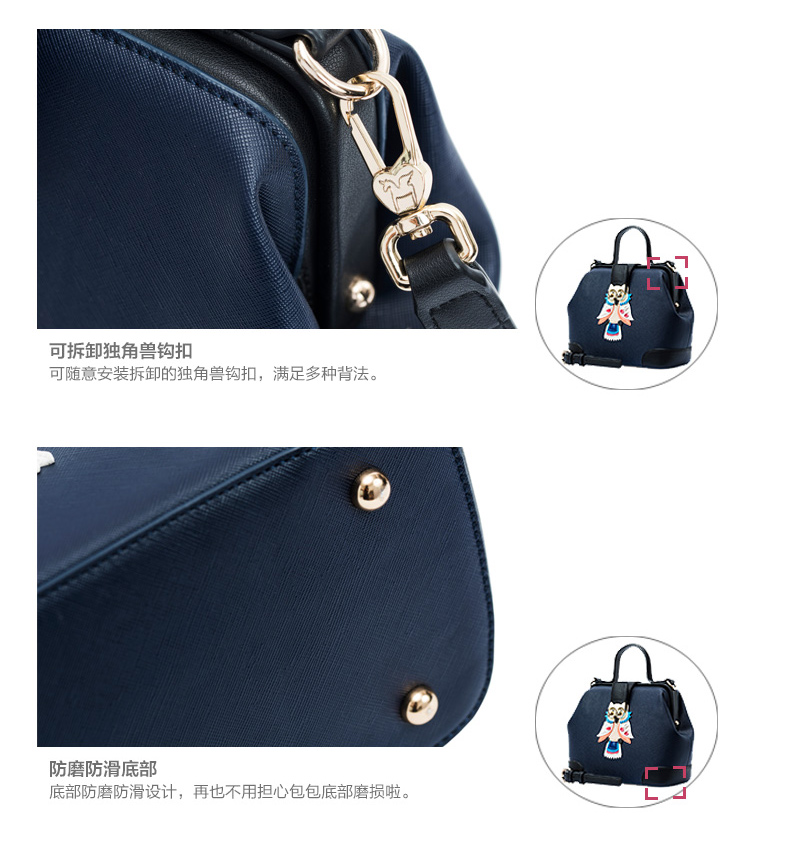 可拆卸独角兽钩扣
可随意安装拆卸的独角兽钩扣，满足多种背法。
防磨防滑底部
底部防磨防滑设计，再也不用担心包包底部磨损啦。